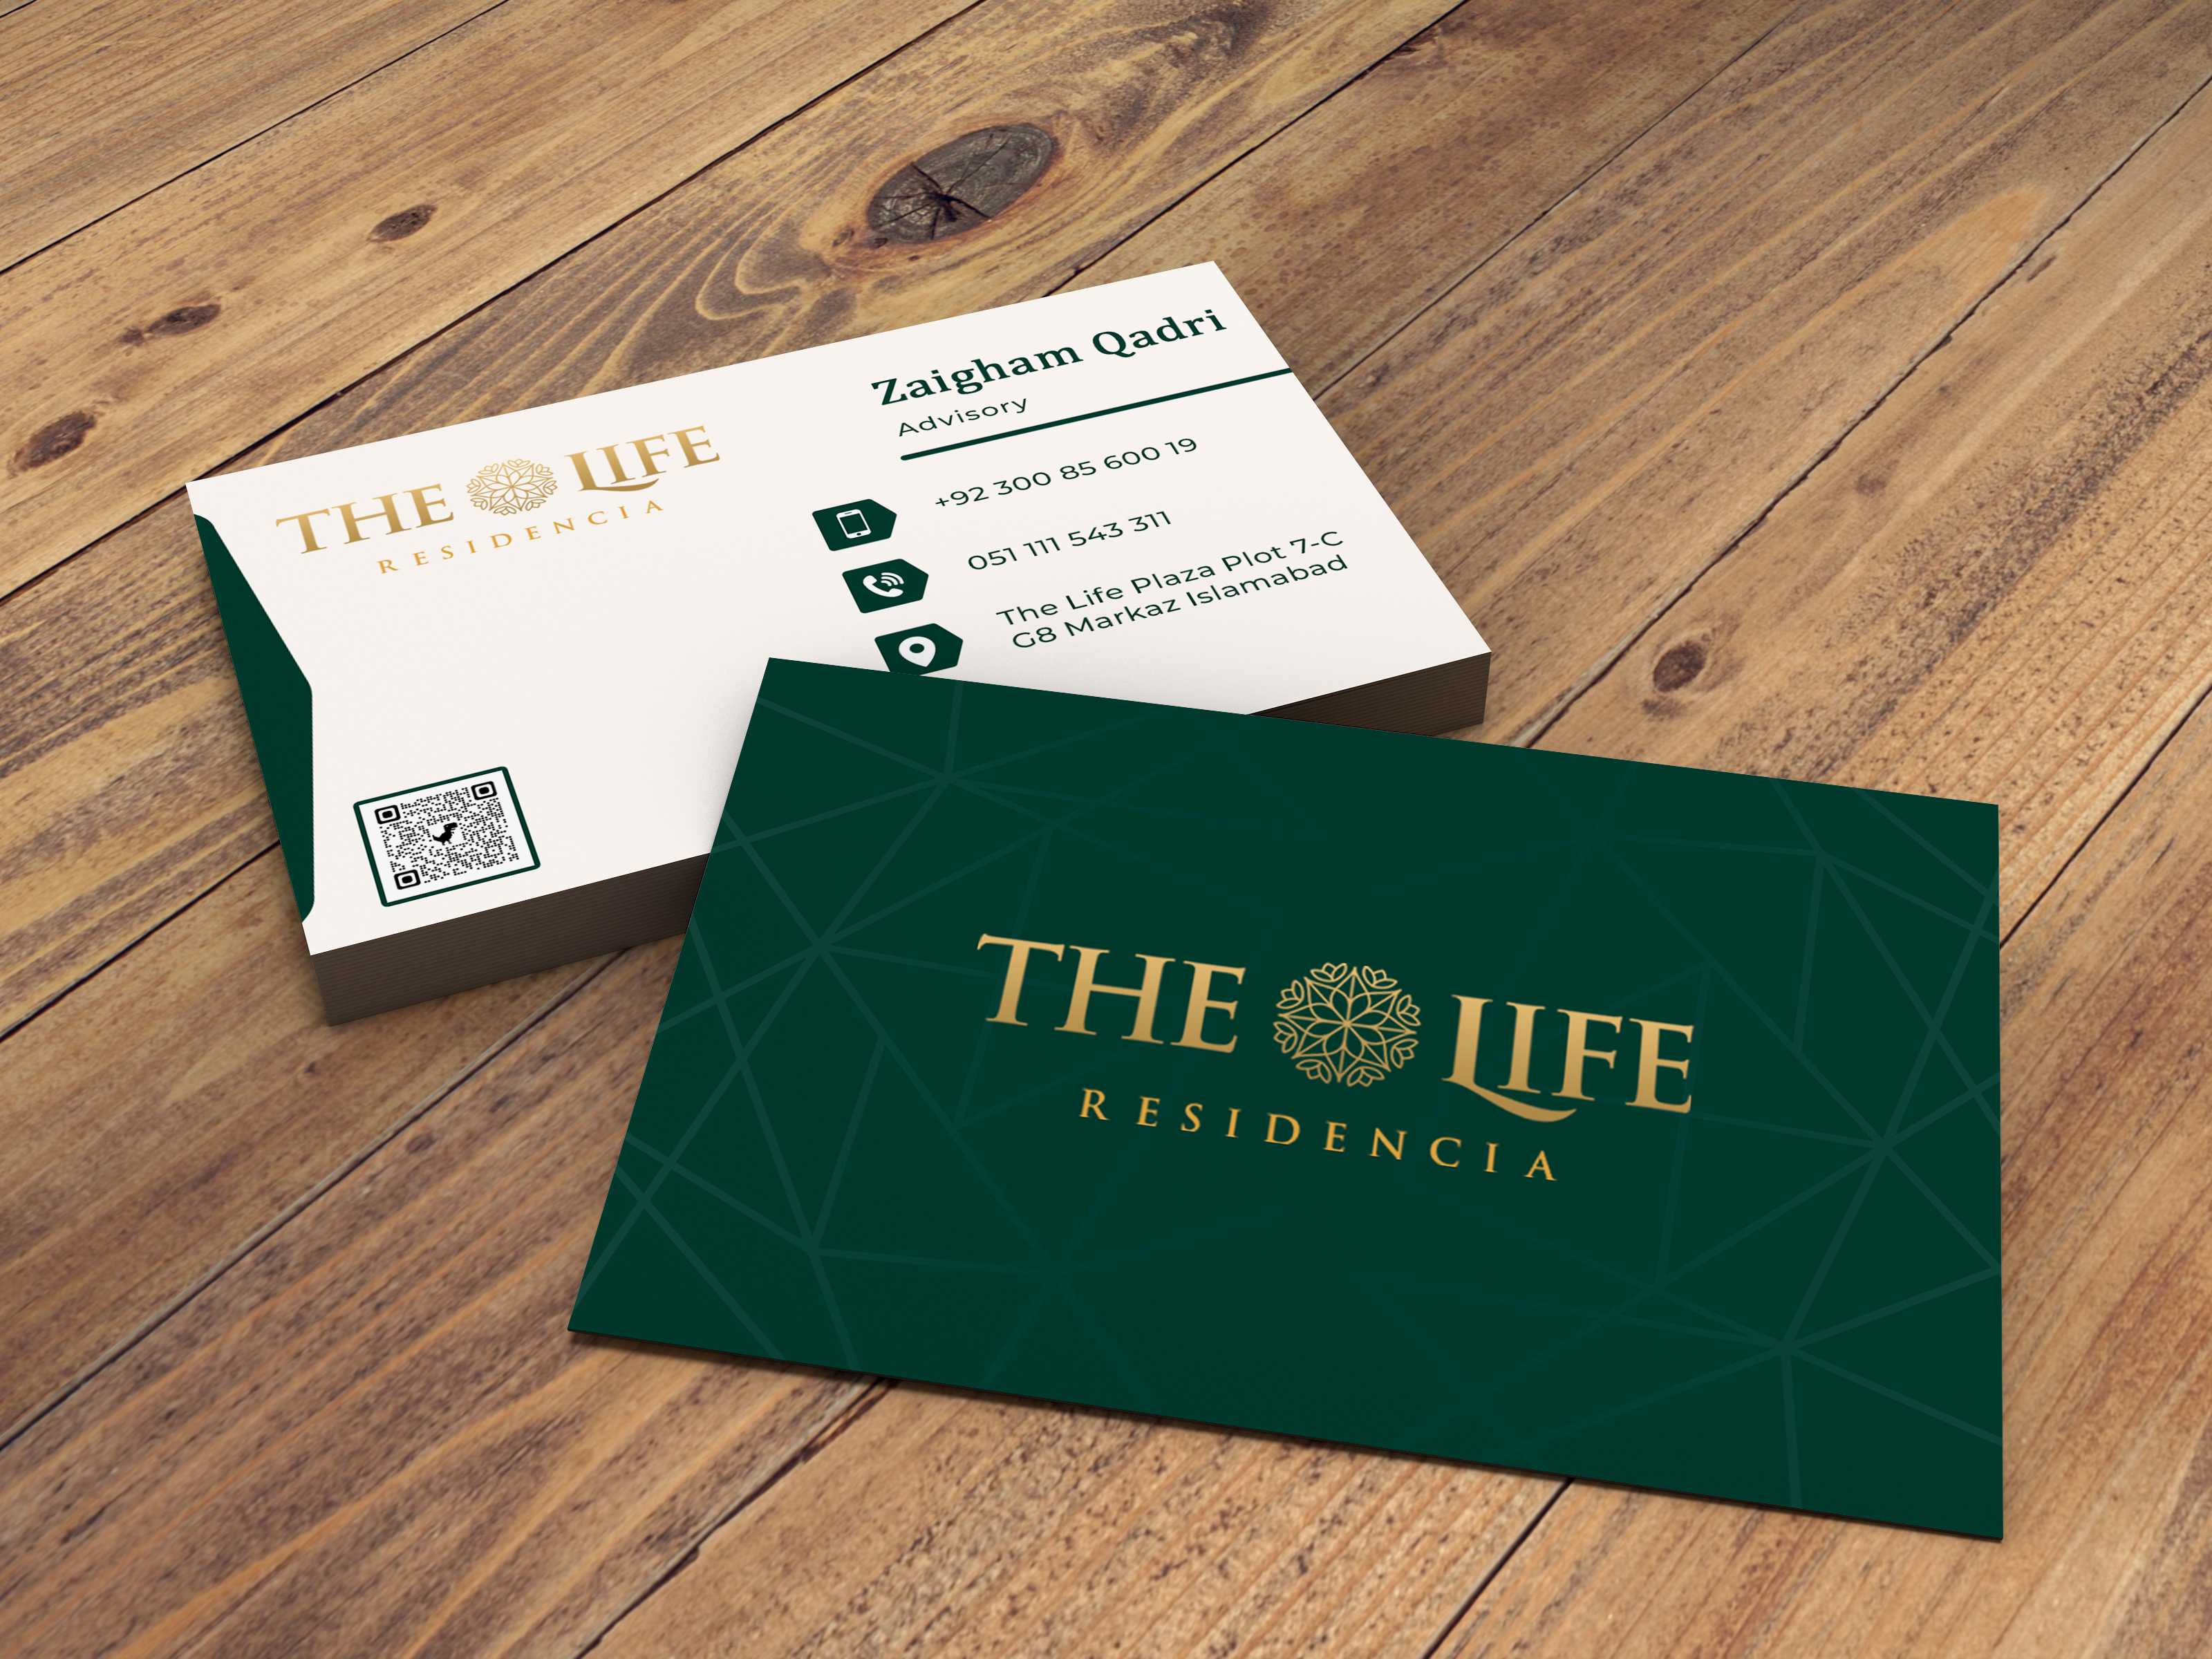 THE LIFE
RESIDENCIA
Zaigham Qadri
Advisory
+92 300 85 600 19
051 111 543 311
The Life Plaza Plot 7-C
G8 Markaz Islamabad
THE LIFE
RESIDENCIA